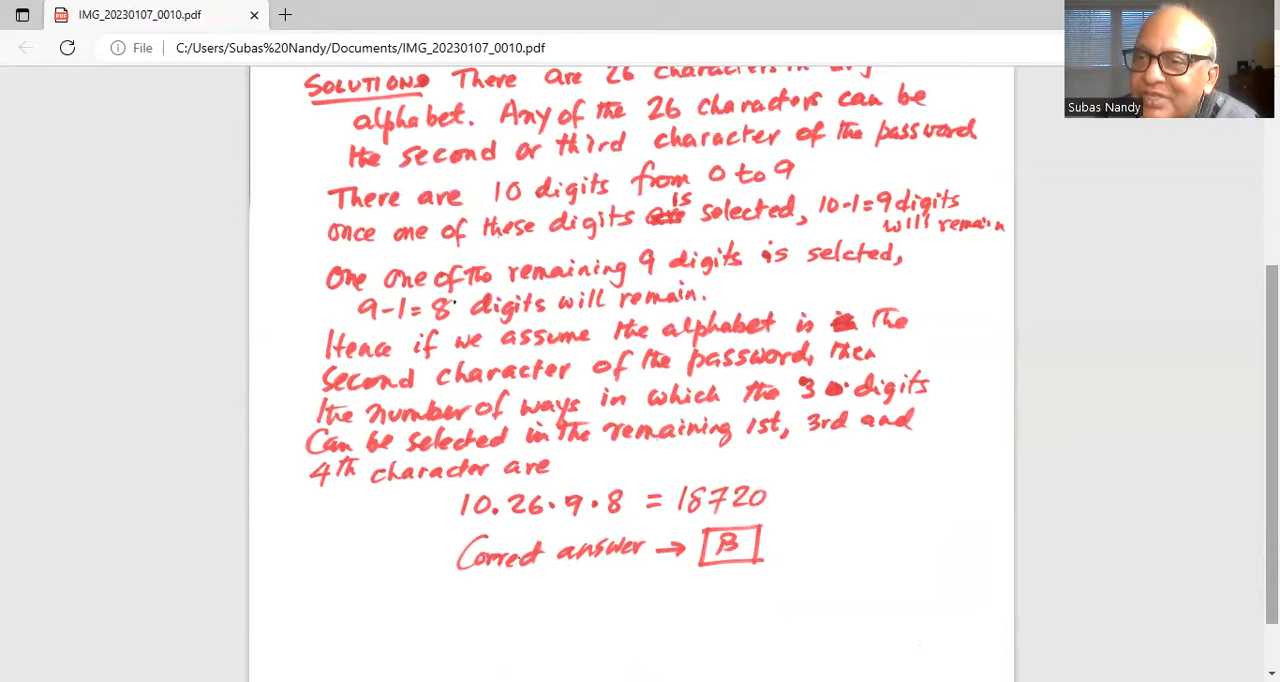 IMG_20230107_0010.pdf
File C:/Users/Subas%20Nandy/Documents/IMG_20230107_0010.pdf
Subas Nandy
SOLUTIONS There are 26 characters in any
alphabet. Any of the 26 charactors can be
the second or third character of the password
There are 10 digits from 0 to 9
once one of these digits is selected, 10-1=9 digits
will remain
One one of the remaining 9 digits is selcted,
9-1=8 digits will remain.
Hence if we assume the alphabet is the
second character of the password, then
the number of ways in which the 3 digits
Can be selected in the remaining 1st, 3rd and
4th character are
10.26.9.8 = 18720
Correct answer → B